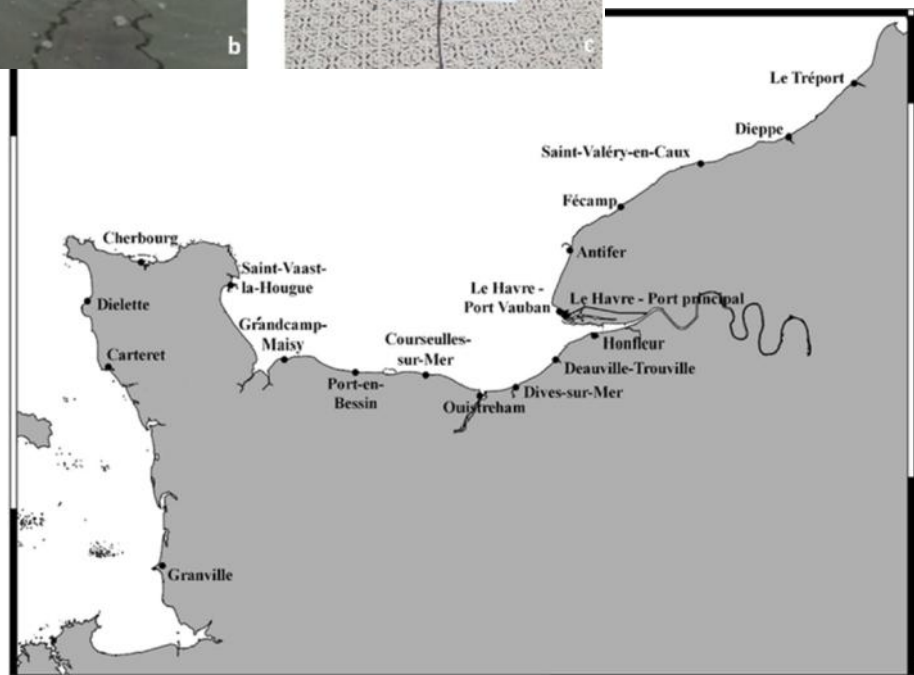 b
c
Le Tréport
Dieppe
Saint-Valéry-en-Caux
Fécamp
Antifer
Cherbourg
Saint-Vaast-
la-Hougue
Le Havre -
Port Vauban
Le Havre - Port principal
Dielette
Grandcamp-
Maisy
Courseulles-
sur-Mer
Honfleur
Carteret
Deauville-Trouville
Port-en-
Bessin
Dives-sur-Mer
Ouistreham
Granville